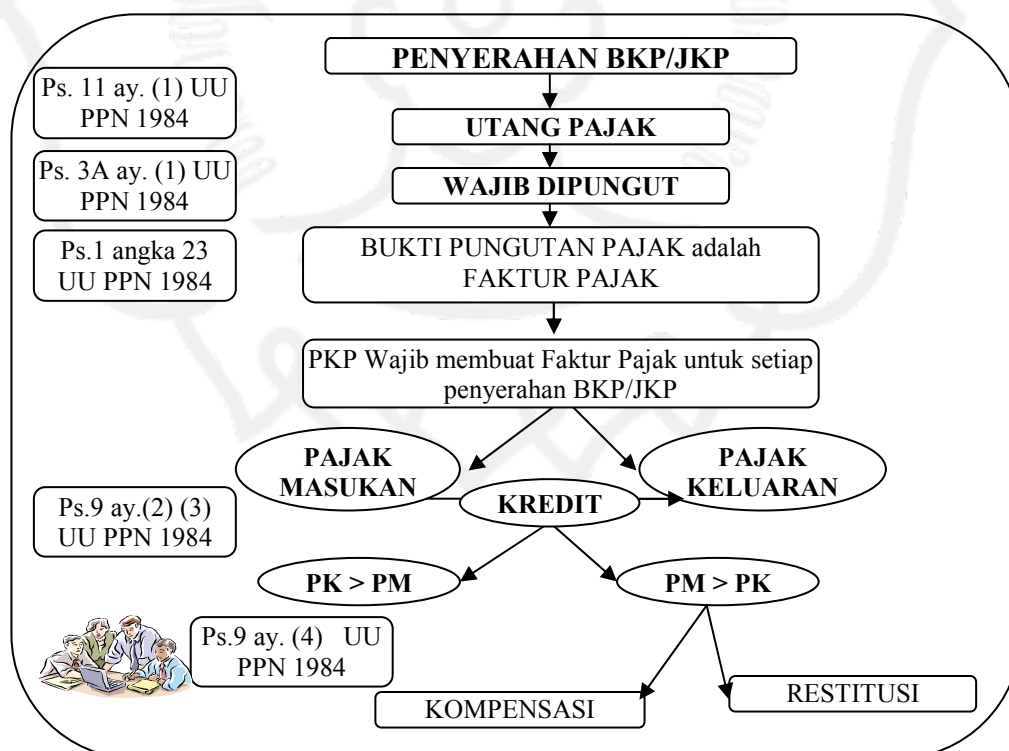 PENYERAHAN BKP/JKP
Ps. 11 ay. (1) UU
PPN 1984
UTANG PAJAK
Ps. 3A ay. (1) UU
PPN 1984
WAJIB DIPUNGUT
Ps.1 angka 23
UU PPN 1984
BUKTI PUNGUTAN PAJAK adalah
FAKTUR PAJAK
PKP Wajib membuat Faktur Pajak untuk setiap
penyerahan BKP/JKP
PAJAK
MASUKAN
PAJAK
KELUARAN
KREDIT
Ps.9 ay.(2) (3)
UU PPN 1984
PK > PM
PM > PK
Ps.9 ay. (4) UU
PPN 1984
KOMPENSASI
RESTITUSI